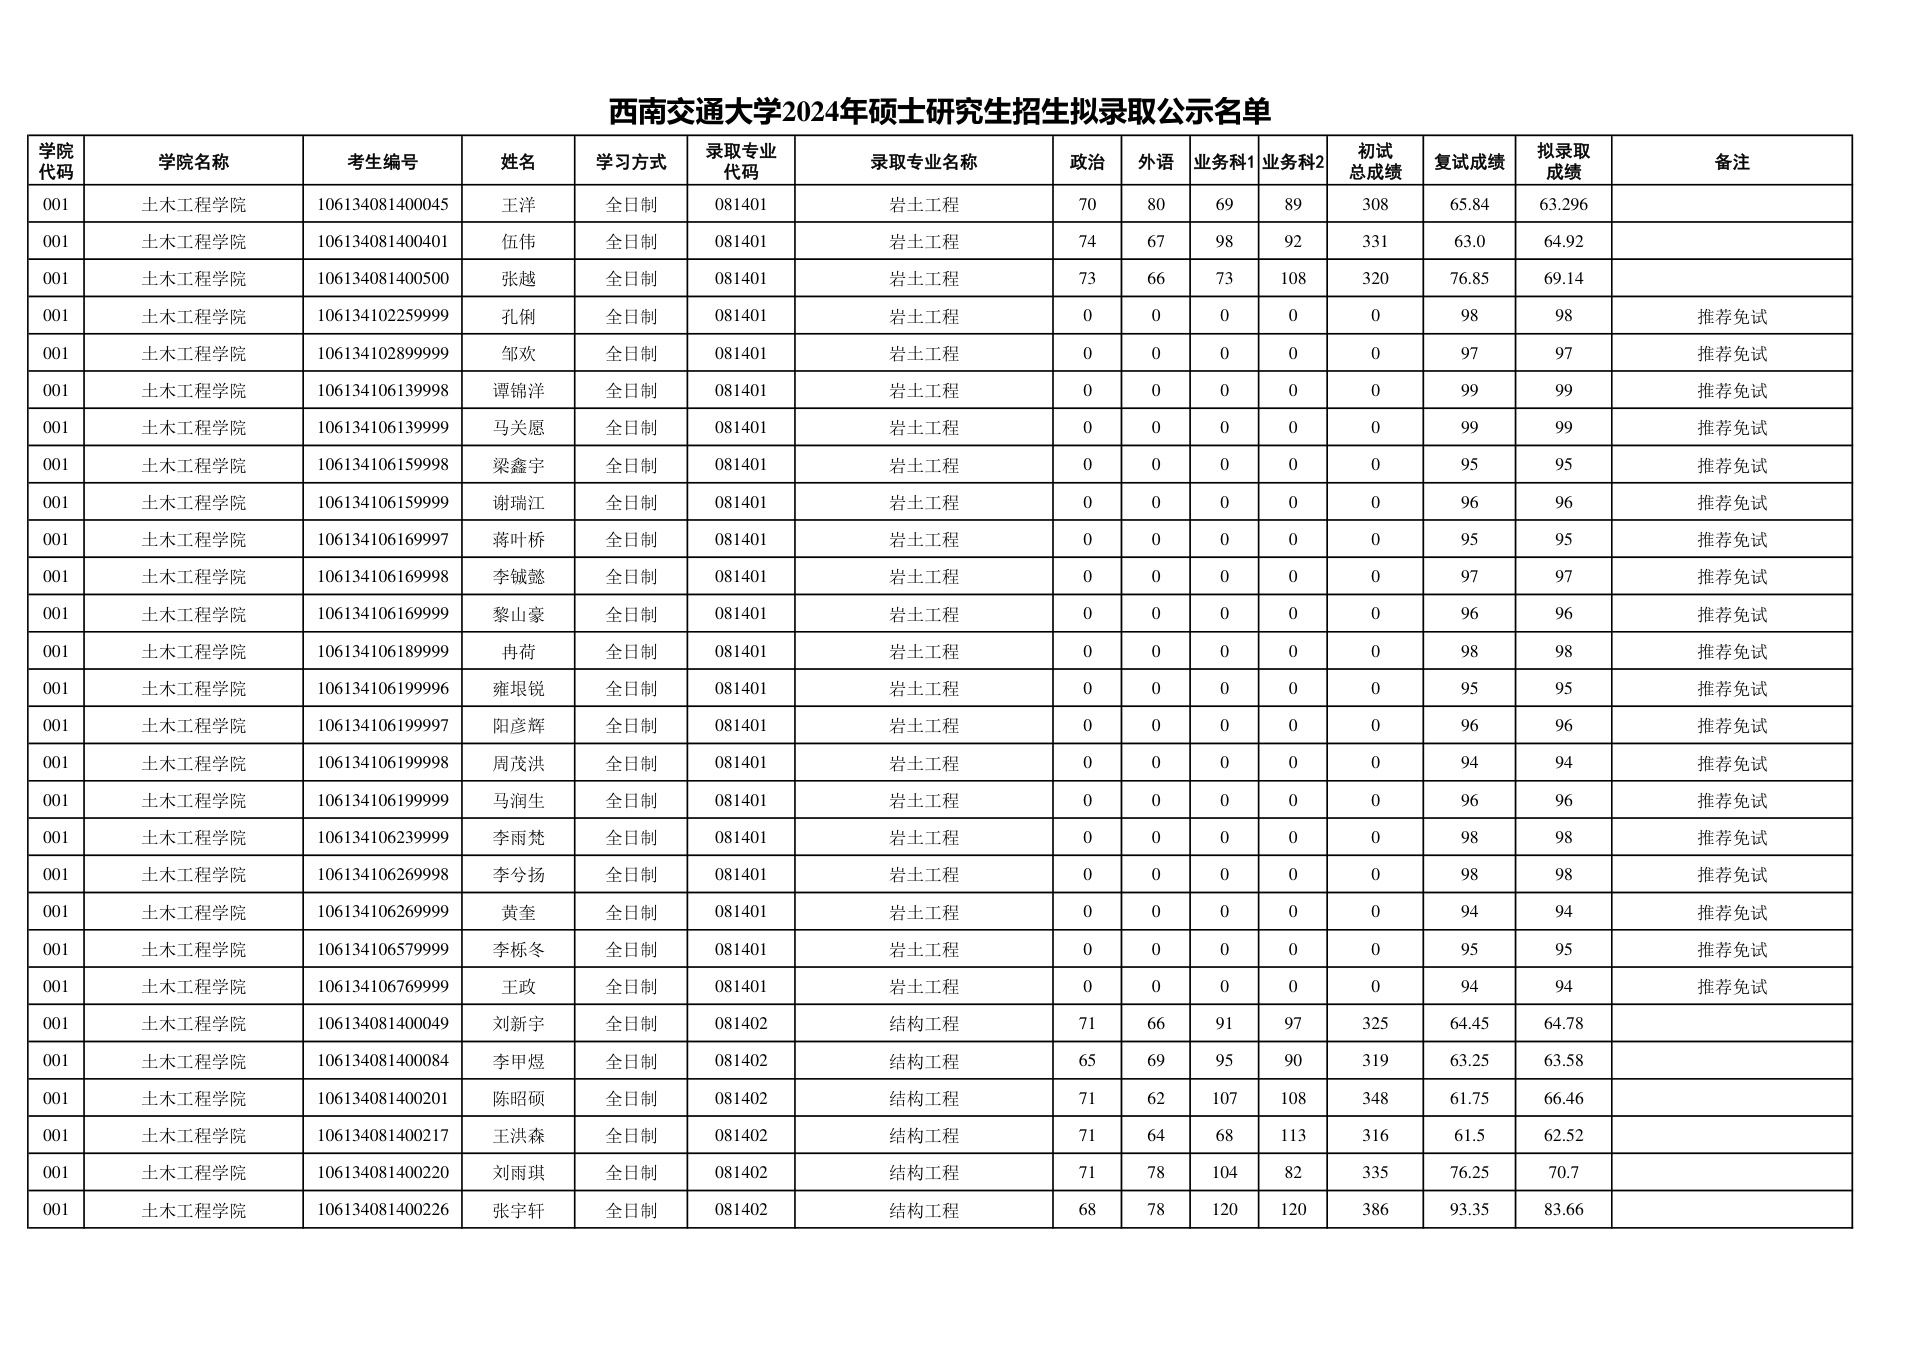 西南交通大学2024年硕士研究生招生拟录取公示名单
学院代码 学院名称 考生编号 姓名 学习方式 录取专业代码 录取专业名称 政治 外语 业务科1 业务科2 初试总成绩 复试成绩 拟录取成绩 备注
001 土木工程学院 106134081400045 王洋 全日制 081401 岩土工程 70 80 69 89 308 65.84 63.296
001 土木工程学院 106134081400401 伍伟 全日制 081401 岩土工程 74 67 98 92 331 63.0 64.92
001 土木工程学院 106134081400500 张越 全日制 081401 岩土工程 73 66 73 108 320 76.85 69.14
001 土木工程学院 106134102259999 孔俐 全日制 081401 岩土工程 0 0 0 0 0 98 98 推荐免试
001 土木工程学院 106134102899999 邹欢 全日制 081401 岩土工程 0 0 0 0 0 97 97 推荐免试
001 土木工程学院 106134106139998 谭锦洋 全日制 081401 岩土工程 0 0 0 0 0 99 99 推荐免试
001 土木工程学院 106134106139999 马关愿 全日制 081401 岩土工程 0 0 0 0 0 99 99 推荐免试
001 土木工程学院 106134106159998 梁鑫宇 全日制 081401 岩土工程 0 0 0 0 0 95 95 推荐免试
001 土木工程学院 106134106159999 谢瑞江 全日制 081401 岩土工程 0 0 0 0 0 96 96 推荐免试
001 土木工程学院 106134106169997 蒋叶桥 全日制 081401 岩土工程 0 0 0 0 0 95 95 推荐免试
001 土木工程学院 106134106169998 李铖懿 全日制 081401 岩土工程 0 0 0 0 0 97 97 推荐免试
001 土木工程学院 106134106169999 黎山豪 全日制 081401 岩土工程 0 0 0 0 0 96 96 推荐免试
001 土木工程学院 106134106189999 冉荷 全日制 081401 岩土工程 0 0 0 0 0 98 98 推荐免试
001 土木工程学院 106134106199996 雍垠锐 全日制 081401 岩土工程 0 0 0 0 0 95 95 推荐免试
001 土木工程学院 106134106199997 阳彦辉 全日制 081401 岩土工程 0 0 0 0 0 96 96 推荐免试
001 土木工程学院 106134106199998 周茂洪 全日制 081401 岩土工程 0 0 0 0 0 94 94 推荐免试
001 土木工程学院 106134106199999 马润生 全日制 081401 岩土工程 0 0 0 0 0 96 96 推荐免试
001 土木工程学院 106134106239999 李雨梵 全日制 081401 岩土工程 0 0 0 0 0 98 98 推荐免试
001 土木工程学院 106134106269998 李兮扬 全日制 081401 岩土工程 0 0 0 0 0 98 98 推荐免试
001 土木工程学院 106134106269999 黄奎 全日制 081401 岩土工程 0 0 0 0 0 94 94 推荐免试
001 土木工程学院 106134106579999 李栎冬 全日制 081401 岩土工程 0 0 0 0 0 95 95 推荐免试
001 土木工程学院 106134106769999 王政 全日制 081401 岩土工程 0 0 0 0 0 94 94 推荐免试
001 土木工程学院 106134081400049 刘新宇 全日制 081402 结构工程 71 66 91 97 325 64.45 64.78
001 土木工程学院 106134081400084 李甲煜 全日制 081402 结构工程 65 69 95 90 319 63.25 63.58
001 土木工程学院 106134081400201 陈昭硕 全日制 081402 结构工程 71 62 107 108 348 61.75 66.46
001 土木工程学院 106134081400217 王洪森 全日制 081402 结构工程 71 64 68 113 316 61.5 62.52
001 土木工程学院 106134081400220 刘雨琪 全日制 081402 结构工程 71 78 104 82 335 76.25 70.7
001 土木工程学院 106134081400226 张宇轩 全日制 081402 结构工程 68 78 120 120 386 93.35 83.66